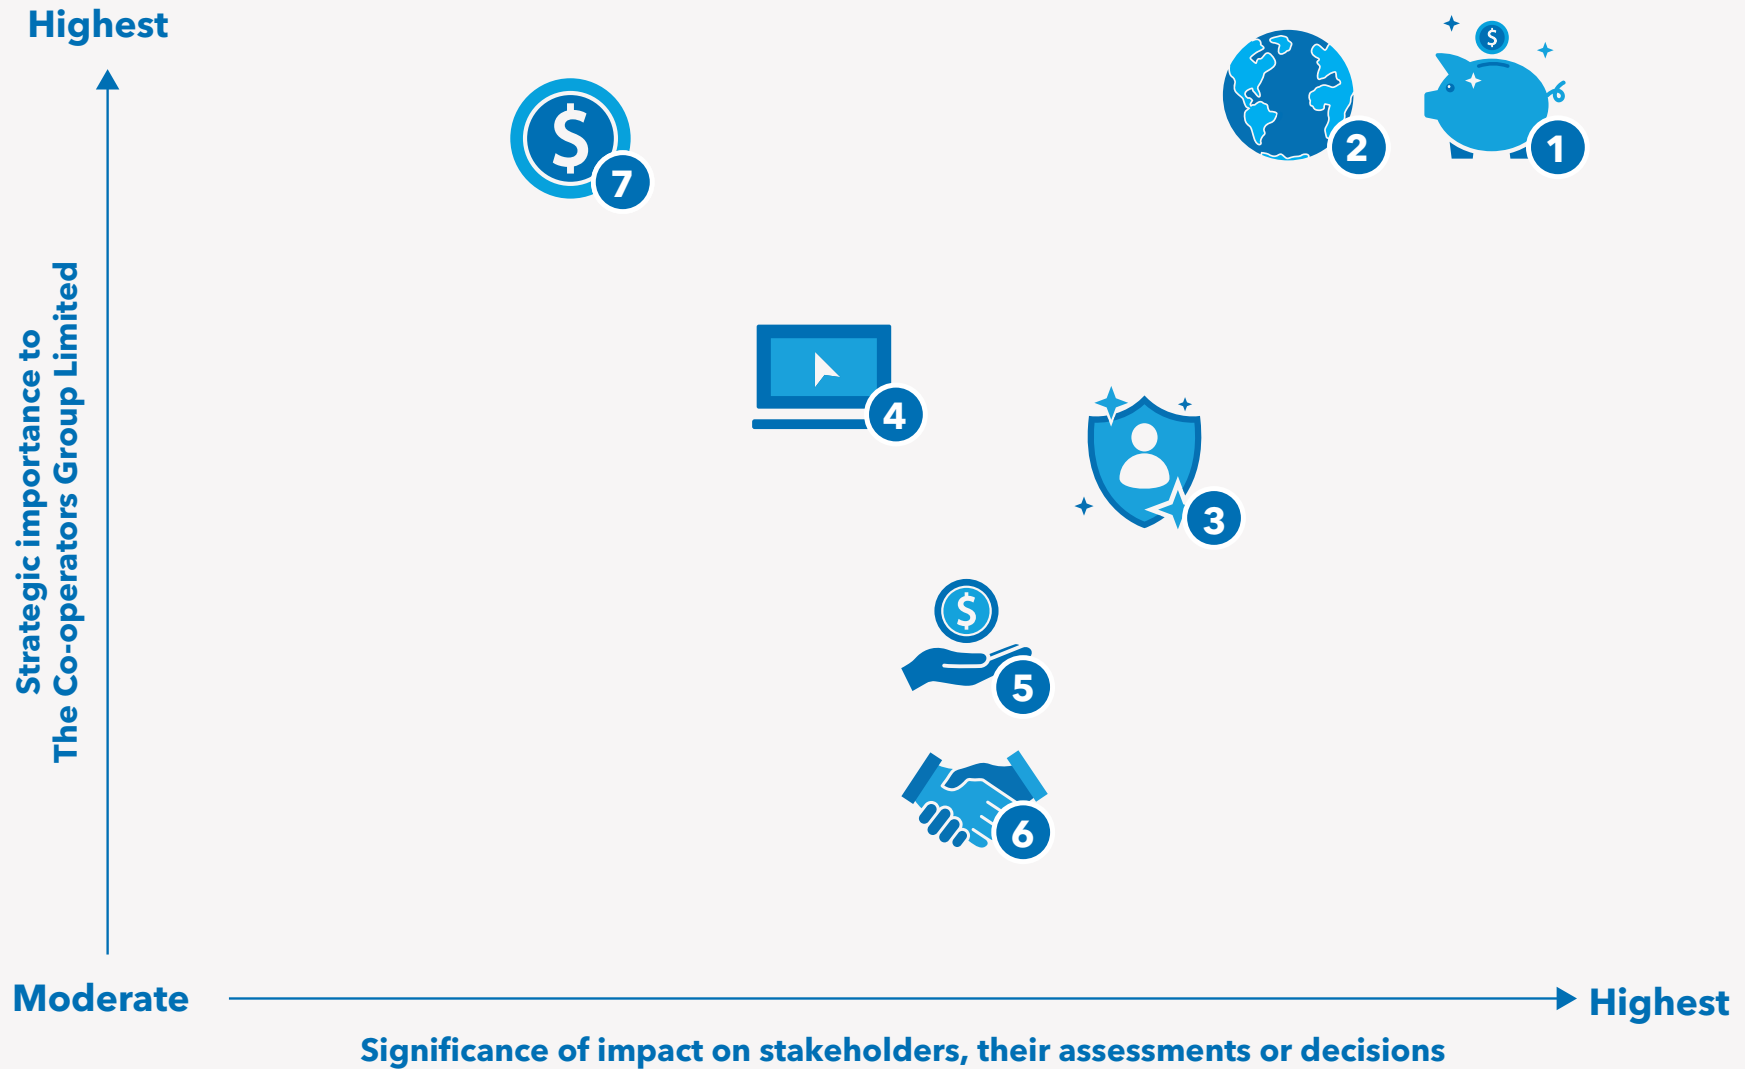 Highest
$
$
7
2
1
Strategic importance to
The Co-operators Group Limited
4
3
$
5
6
Moderate
Highest
Significance of impact on stakeholders, their assessments or decisions